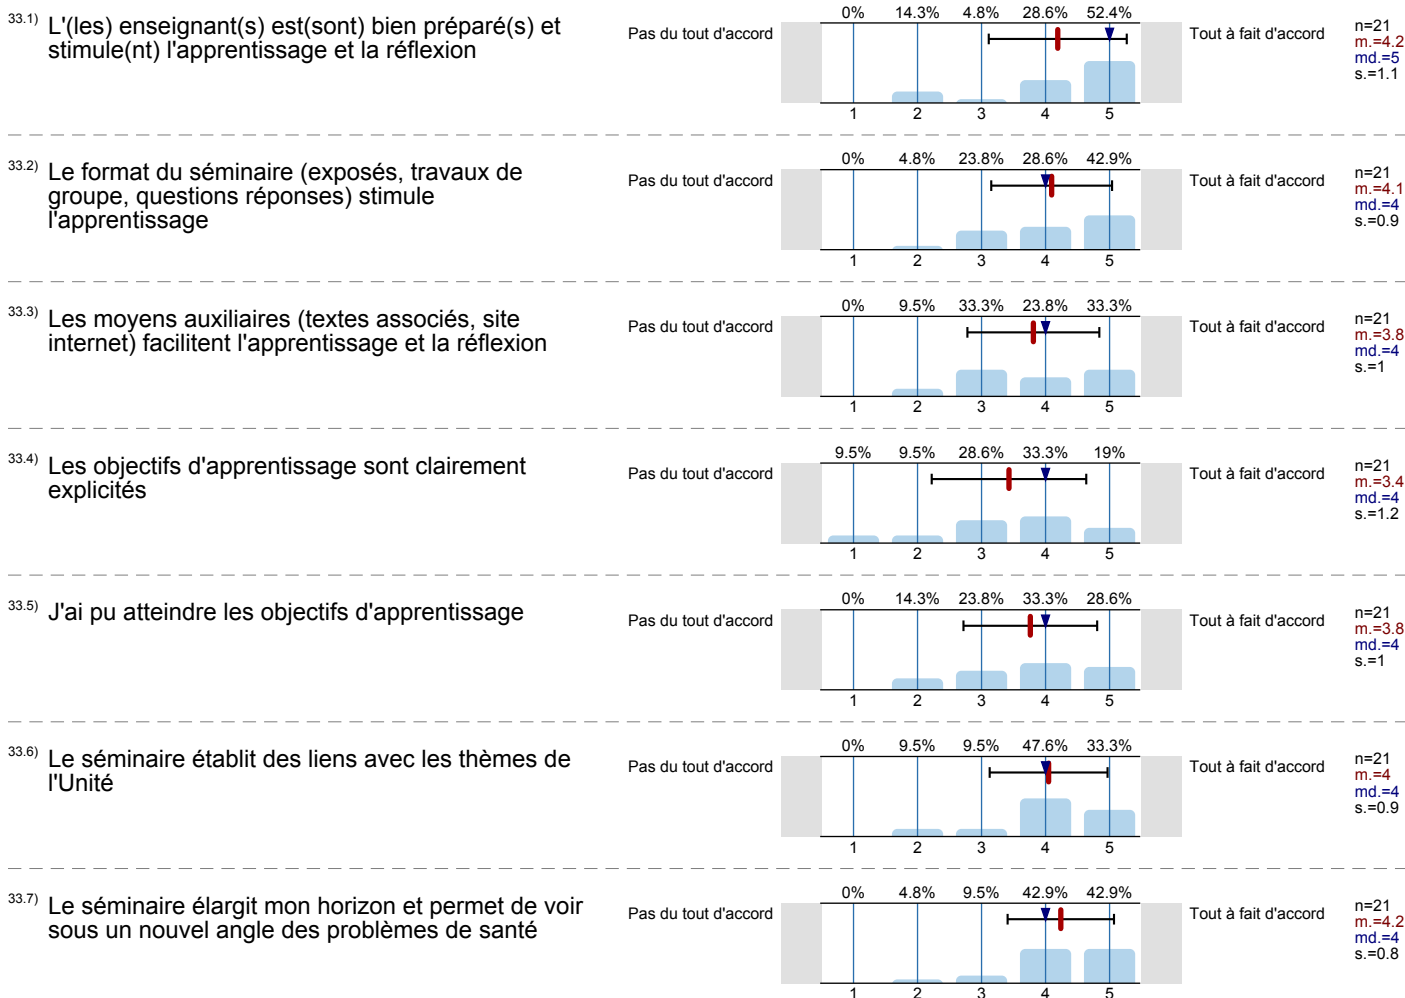 33.1) L'(les) enseignant(s) est(sont) bien préparé(s) et
stimule(nt) l'apprentissage et la réflexion
Pas du tout d'accord
0% 14.3% 4.8% 28.6% 52.4%
1 2 3 4 5
Tout à fait d'accord
n=21
m.=4.2
md.=5
s.=1.1
33.2) Le format du séminaire (exposés, travaux de
groupe, questions réponses) stimule
l'apprentissage
Pas du tout d'accord
0% 4.8% 23.8% 28.6% 42.9%
1 2 3 4 5
Tout à fait d'accord
n=21
m.=4.1
md.=4
s.=0.9
33.3) Les moyens auxiliaires (textes associés, site
internet) facilitent l'apprentissage et la réflexion
Pas du tout d'accord
0% 9.5% 33.3% 23.8% 33.3%
1 2 3 4 5
Tout à fait d'accord
n=21
m.=3.8
md.=4
s.=1
33.4) Les objectifs d'apprentissage sont clairement
explicités
Pas du tout d'accord
9.5% 9.5% 28.6% 33.3% 19%
1 2 3 4 5
Tout à fait d'accord
n=21
m.=3.4
md.=4
s.=1.2
33.5) J'ai pu atteindre les objectifs d'apprentissage
Pas du tout d'accord
0% 14.3% 23.8% 33.3% 28.6%
1 2 3 4 5
Tout à fait d'accord
n=21
m.=3.8
md.=4
s.=1
33.6) Le séminaire établit des liens avec les thèmes de
l'Unité
Pas du tout d'accord
0% 9.5% 9.5% 47.6% 33.3%
1 2 3 4 5
Tout à fait d'accord
n=21
m.=4
md.=4
s.=0.9
33.7) Le séminaire élargit mon horizon et permet de voir
sous un nouvel angle des problèmes de santé
Pas du tout d'accord
0% 4.8% 9.5% 42.9% 42.9%
1 2 3 4 5
Tout à fait d'accord
n=21
m.=4.2
md.=4
s.=0.8